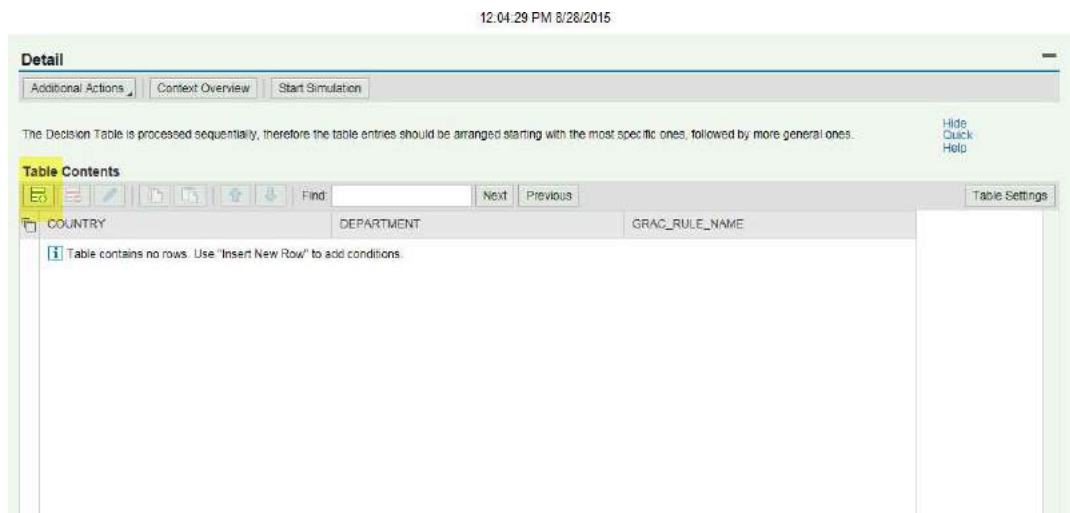 12:04:29 PM 8/28/2015
Detail
Additional Actions Context Overview Start Simulation
The Decision Table is processed sequentially, therefore the table entries should be arranged starting with the most specific ones, followed by more general ones.
Hide
Quick
Help
Table Contents
Find: Next Previous Table Settings
COUNTRY DEPARTMENT GRAC_RULE_NAME
Table contains no rows. Use "Insert New Row" to add conditions.